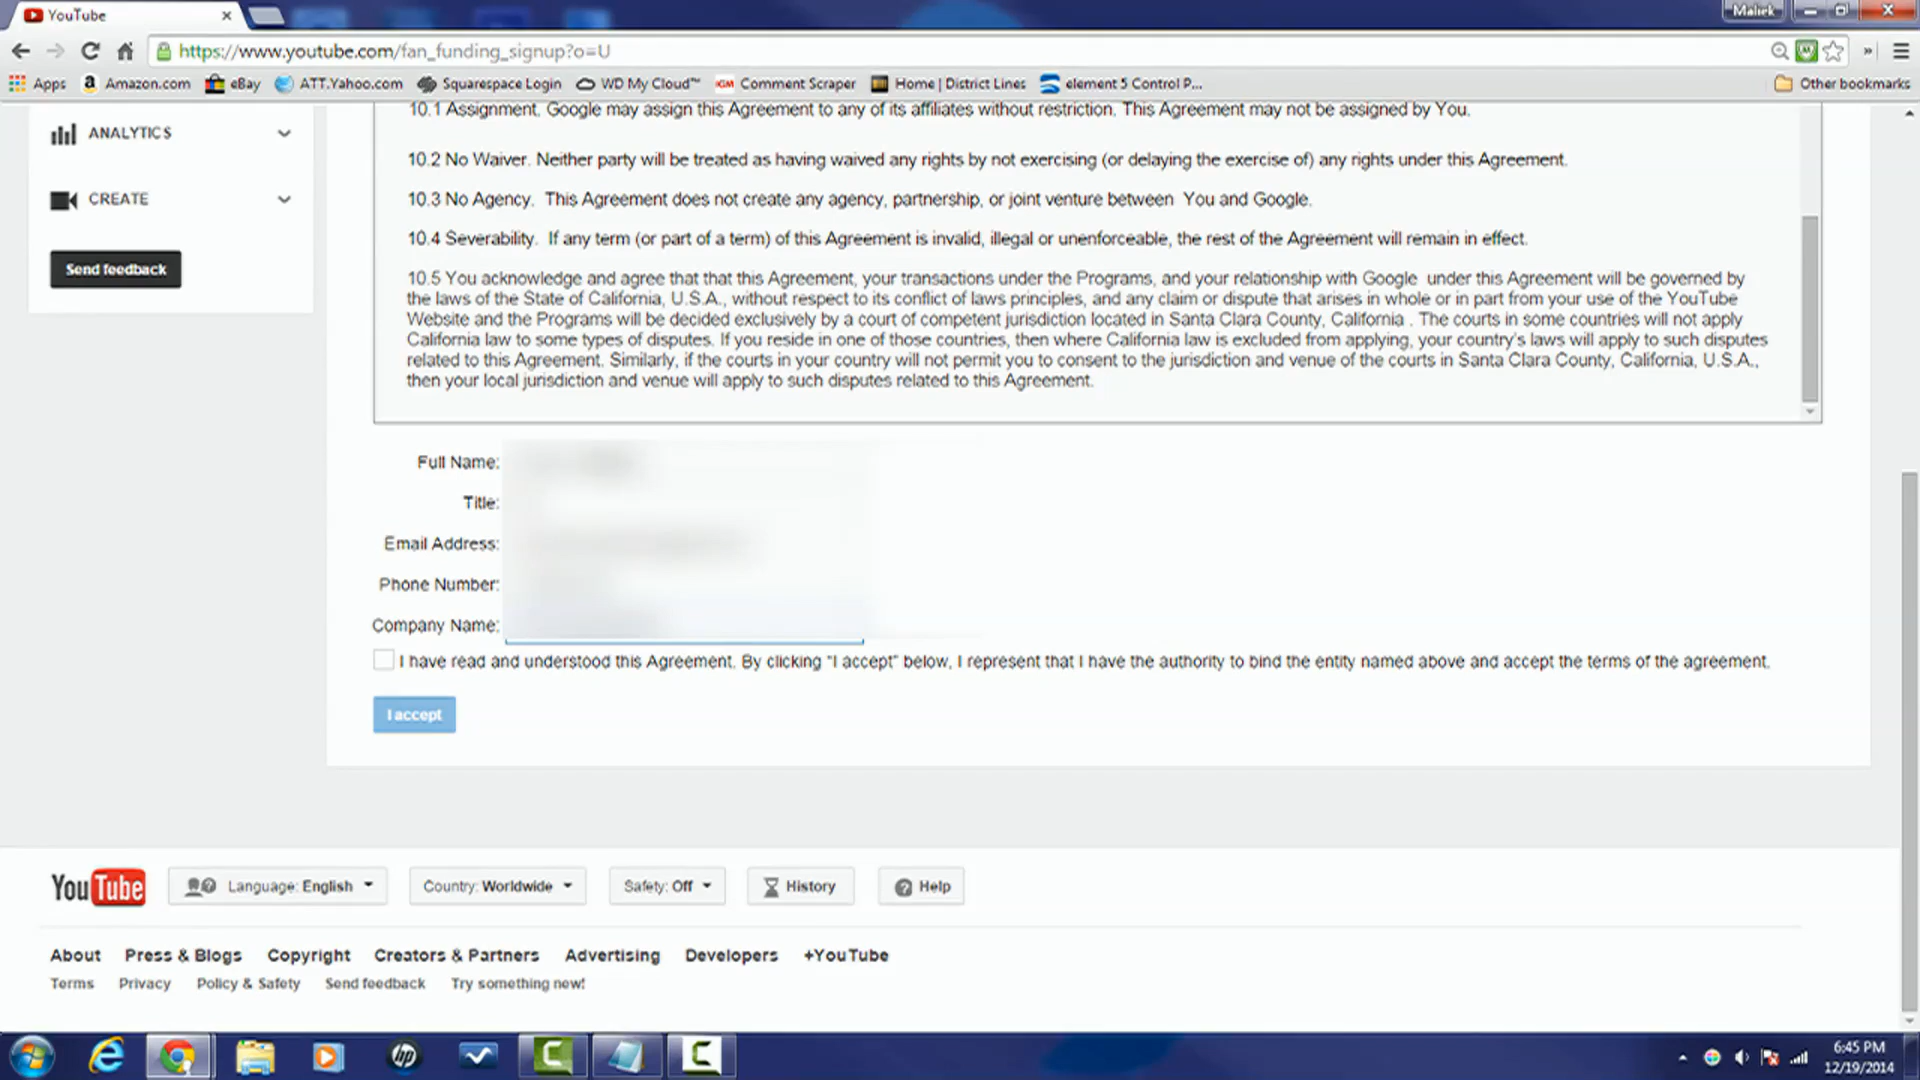 YouTube
Maliek
https://www.youtube.com/fan_funding_signup?o=U
Apps Amazon.com eBay ATT.Yahoo.com Squarespace Login WD My Cloud™ IGM Comment Scraper Home | District Lines element 5 Control P... Other bookmarks
ANALYTICS
CREATE
Send feedback
10.1 Assignment. Google may assign this Agreement to any of its affiliates without restriction. This Agreement may not be assigned by You.
10.2 No Waiver. Neither party will be treated as having waived any rights by not exercising (or delaying the exercise of) any rights under this Agreement.
10.3 No Agency. This Agreement does not create any agency, partnership, or joint venture between You and Google.
10.4 Severability. If any term (or part of a term) of this Agreement is invalid, illegal or unenforceable, the rest of the Agreement will remain in effect.
10.5 You acknowledge and agree that that this Agreement, your transactions under the Programs, and your relationship with Google under this Agreement will be governed by
the laws of the State of California, U.S.A., without respect to its conflict of laws principles, and any claim or dispute that arises in whole or in part from your use of the YouTube
Website and the Programs will be decided exclusively by a court of competent jurisdiction located in Santa Clara County, California . The courts in some countries will not apply
California law to some types of disputes. If you reside in one of those countries, then where California law is excluded from applying, your country's laws will apply to such disputes
related to this Agreement. Similarly, if the courts in your country will not permit you to consent to the jurisdiction and venue of the courts in Santa Clara County, California, U.S.A.,
then your local jurisdiction and venue will apply to such disputes related to this Agreement.
Full Name:
Title:
Email Address:
Phone Number:
Company Name:
I have read and understood this Agreement. By clicking "I accept" below, I represent that I have the authority to bind the entity named above and accept the terms of the agreement.
I accept
YouTube Language: English Country: Worldwide Safety: Off History Help
About Press & Blogs Copyright Creators & Partners Advertising Developers +YouTube
Terms Privacy Policy & Safety Send feedback Try something new!
hp
6:45 PM
12/19/2014